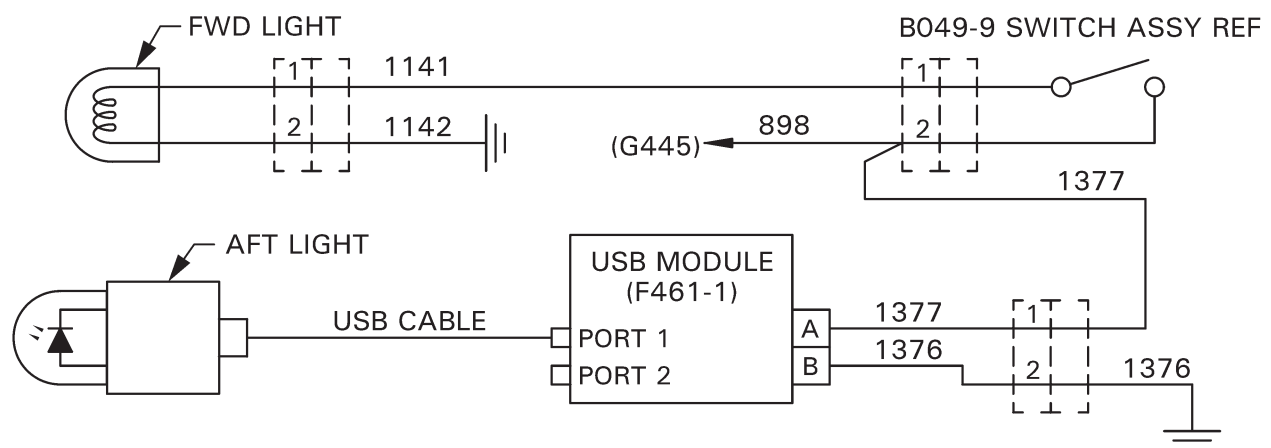 FWD LIGHT
B049-9 SWITCH ASSY REF
1 1141 1
2 1142 (G445) 898 2
1377
AFT LIGHT
USB MODULE
(F461-1)
USB CABLE PORT 1 A 1377 1
PORT 2 B 1376 2 1376